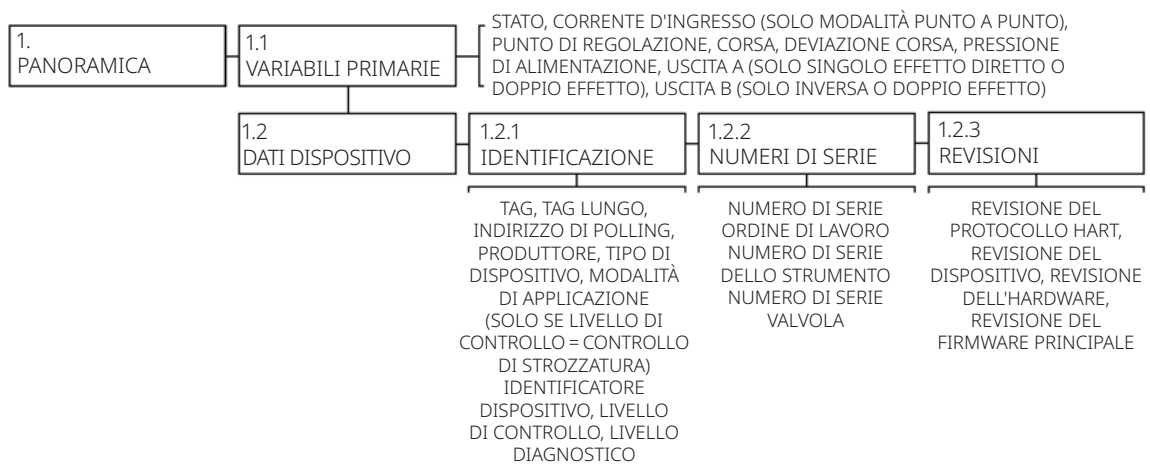 1.
PANORAMICA
1.1
VARIABILI PRIMARIE
STATO, CORRENTE D'INGRESSO (SOLO MODALITÀ PUNTO A PUNTO),
PUNTO DI REGOLAZIONE, CORSA, DEVIAZIONE CORSA, PRESSIONE
DI ALIMENTAZIONE, USCITA A (SOLO SINGOLO EFFETTO DIRETTO O
DOPPIO EFFETTO), USCITA B (SOLO INVERSA O DOPPIO EFFETTO)
1.2
DATI DISPOSITIVO
1.2.1
IDENTIFICAZIONE
1.2.2
NUMERI DI SERIE
1.2.3
REVISIONI
TAG, TAG LUNGO,
INDIRIZZO DI POLLING,
PRODUTTORE, TIPO DI
DISPOSITIVO, MODALITÀ
DI APPLICAZIONE
(SOLO SE LIVELLO DI
CONTROLLO = CONTROLLO
DI STROZZATURA)
IDENTIFICATORE
DISPOSITIVO, LIVELLO
DI CONTROLLO, LIVELLO
DIAGNOSTICO
NUMERO DI SERIE
ORDINE DI LAVORO
NUMERO DI SERIE
DELLO STRUMENTO
NUMERO DI SERIE
VALVOLA
REVISIONE DEL
PROTOCOLLO HART,
REVISIONE DEL
DISPOSITIVO, REVISIONE
DELL'HARDWARE,
REVISIONE DEL
FIRMWARE PRINCIPALE